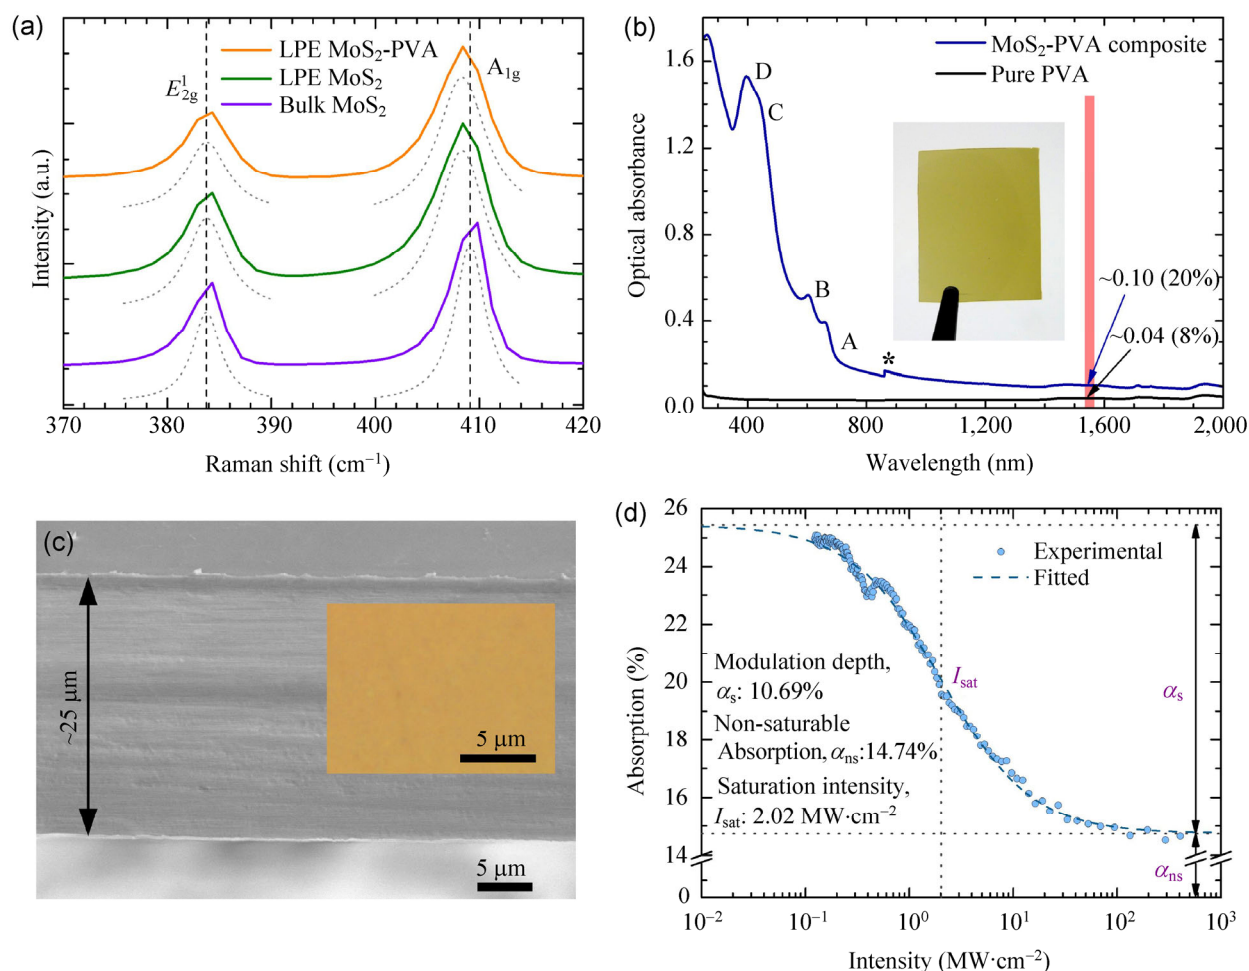 (a)
LPE MoS₂-PVA
LPE MoS₂
Bulk MoS₂
E¹₂g
A₁g
Intensity (a.u.)
370 380 390 400 410 420
Raman shift (cm⁻¹)
(b)
MoS₂-PVA composite
Pure PVA
1.6
1.2
0.8
0.4
0.0
Optical absorbance
D
C
B
A
*
~0.10 (20%)
~0.04 (8%)
400 800 1,200 1,600 2,000
Wavelength (nm)
(c)
~25 μm
5 μm
5 μm
(d)
26
24
22
20
18
16
14
0
Absorption (%)
Experimental
Fitted
Modulation depth,
αs: 10.69%
Non-saturable
Absorption, αns:14.74%
Saturation intensity,
Isat: 2.02 MW·cm⁻²
Isat
αs
αns
10⁻² 10⁻¹ 10⁰ 10¹ 10² 10³
Intensity (MW·cm⁻²)